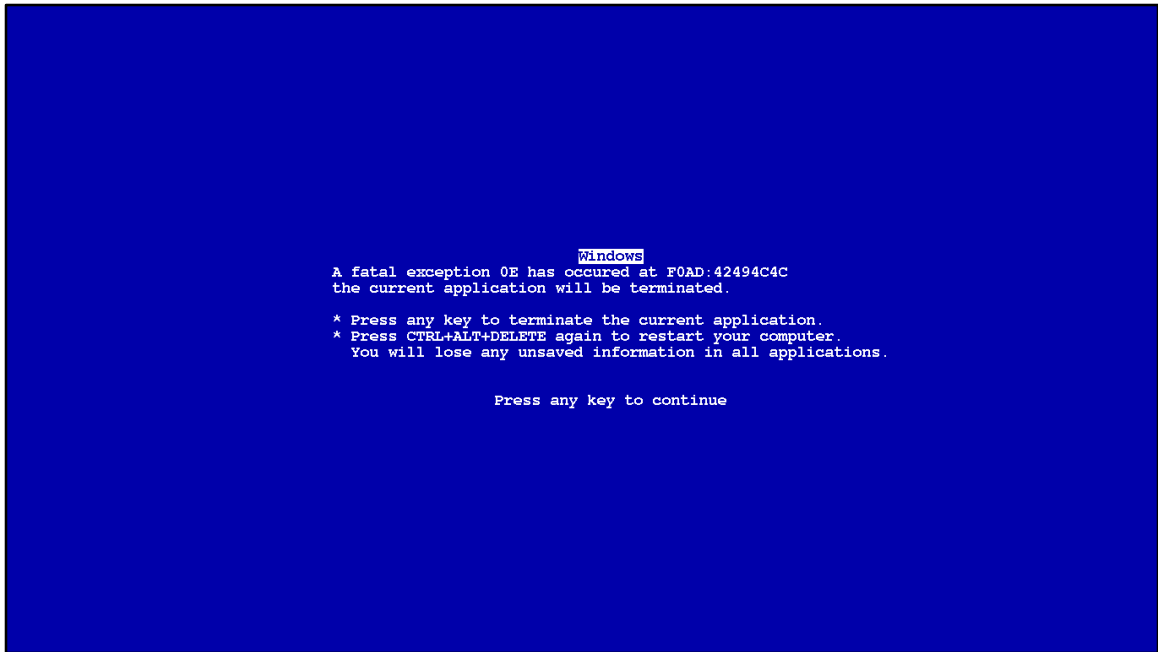 Windows
A fatal exception 0E has occured at F0AD:42494C4C
the current application will be terminated.
* Press any key to terminate the current application.
* Press CTRL+ALT+DELETE again to restart your computer.
You will lose any unsaved information in all applications.
Press any key to continue